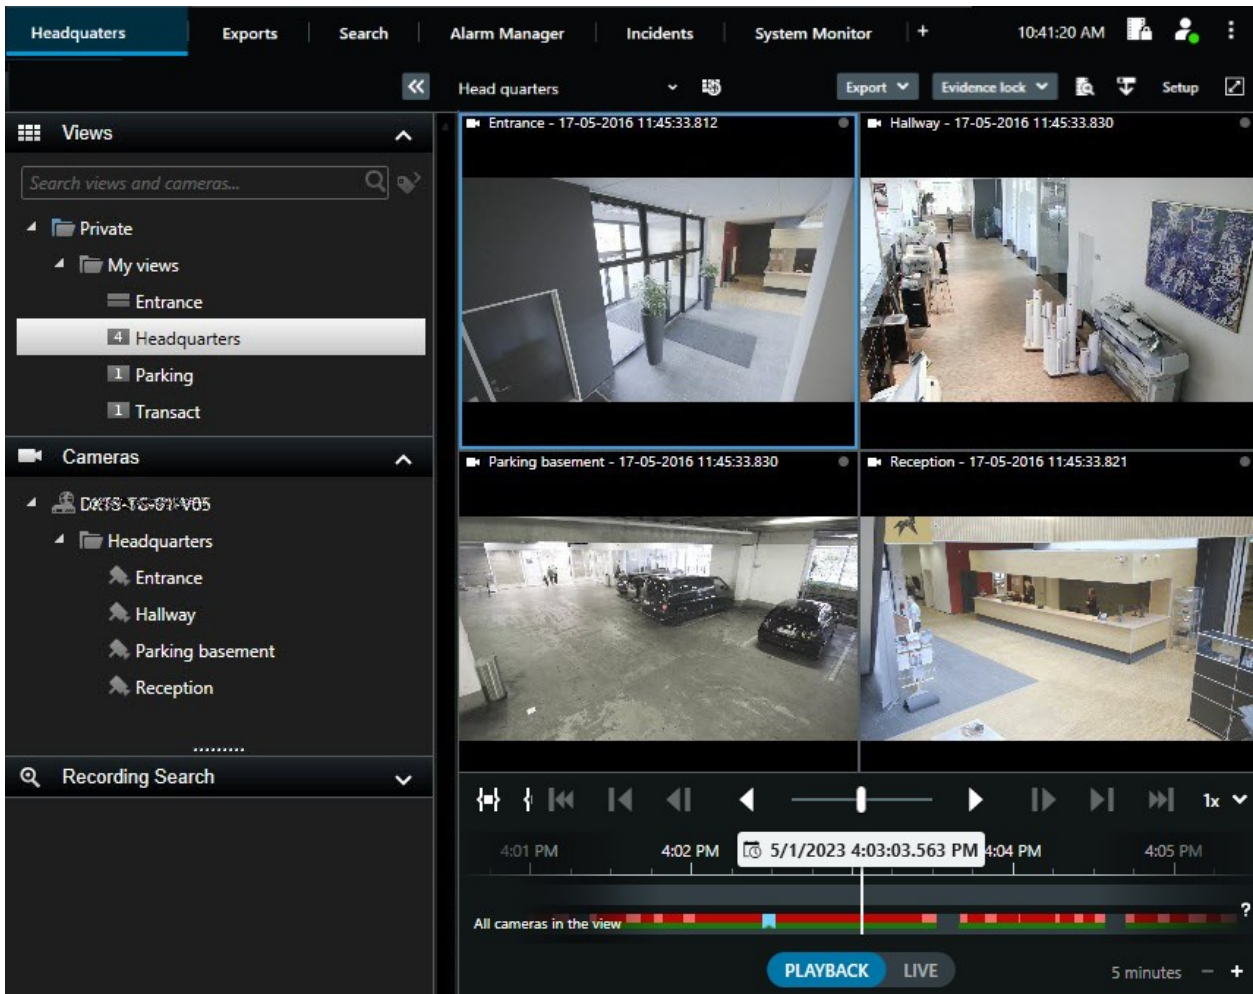 Headquaters Exports Search Alarm Manager Incidents System Monitor + 10:41:20 AM
Head quarters Export Evidence lock Setup
Views
Search views and cameras...
Private
My views
Entrance
4 Headquarters
1 Parking
1 Transact
Cameras
Headquarters
Entrance
Hallway
Parking basement
Reception
Recording Search
Entrance - 17-05-2016 11:45:33.812
Hallway - 17-05-2016 11:45:33.830
Parking basement - 17-05-2016 11:45:33.830
Reception - 17-05-2016 11:45:33.821
1x
4:01 PM 4:02 PM 5/1/2023 4:03:03.563 PM 4:04 PM 4:05 PM
All cameras in the view ?
PLAYBACK LIVE
5 minutes - +